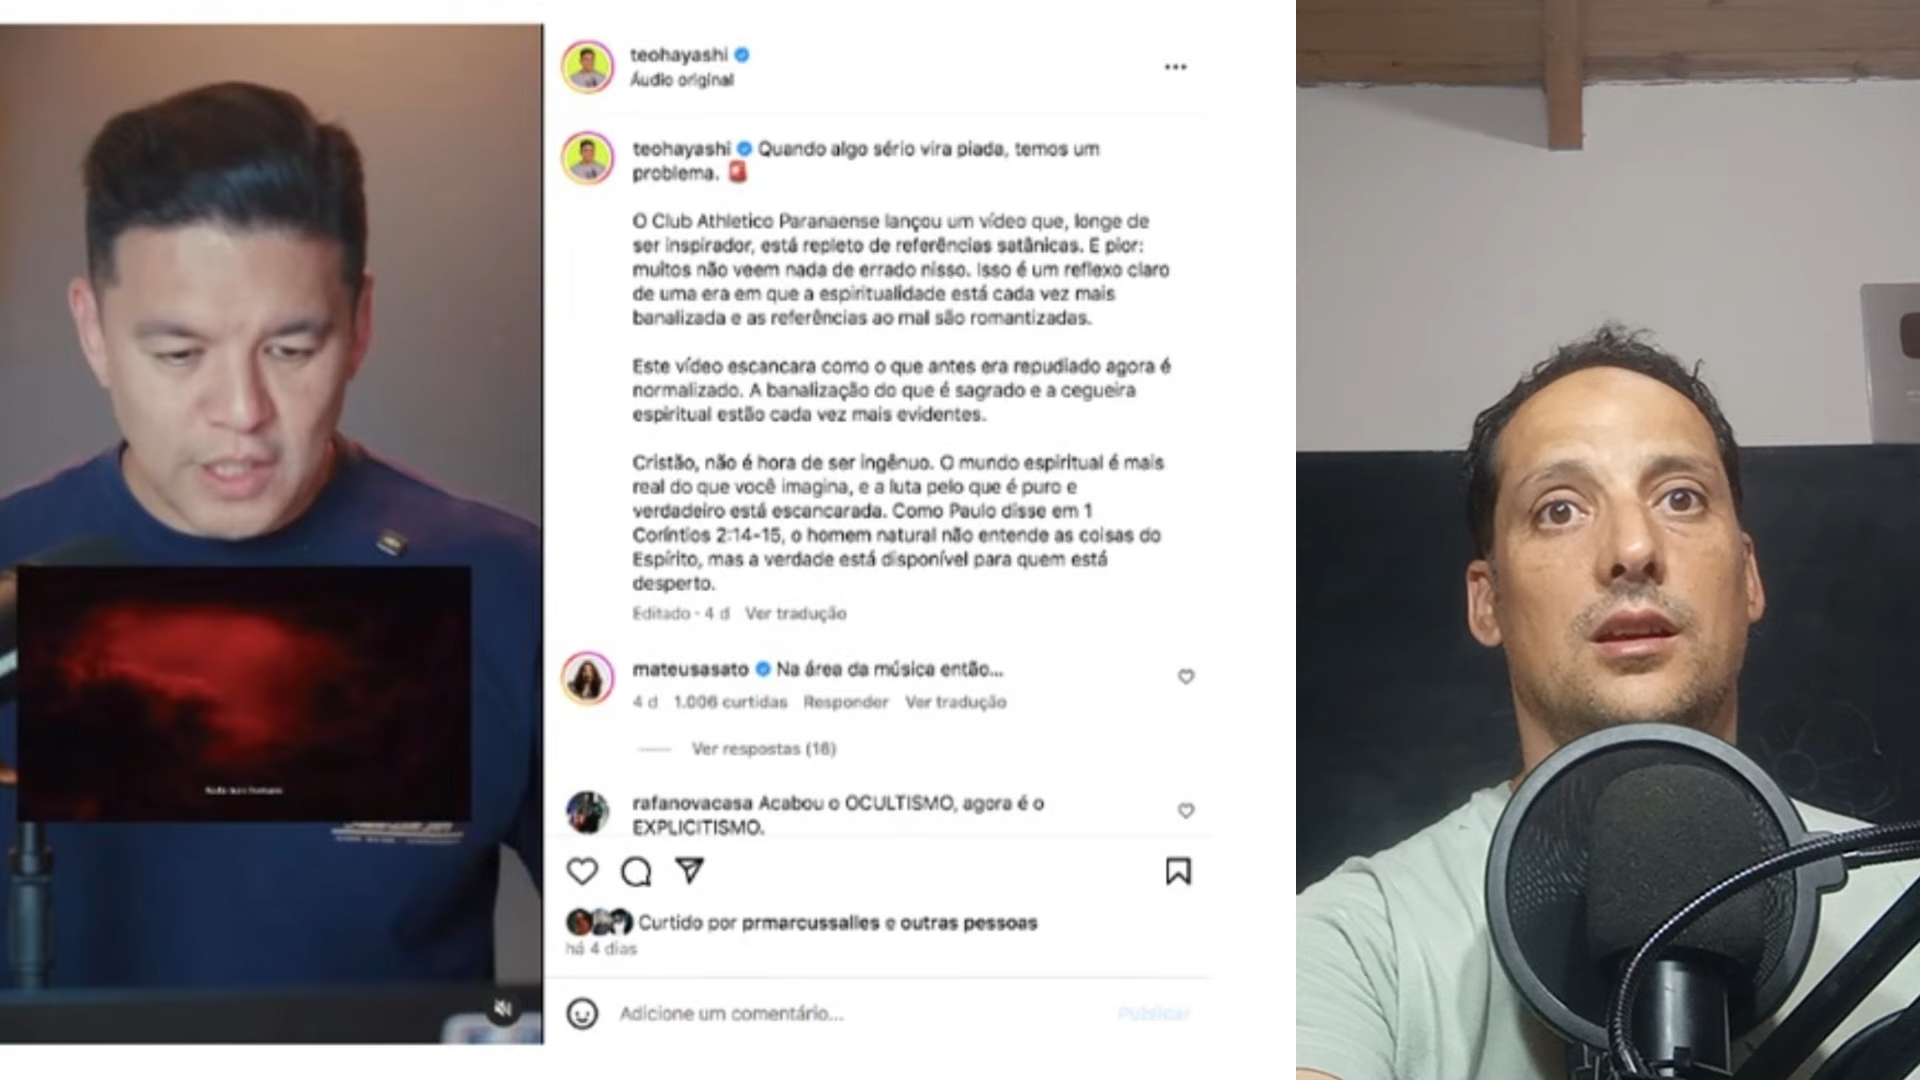 teohayashi
Áudio original
teohayashi Quando algo sério vira piada, temos um
problema.
O Club Athletico Paranaense lançou um vídeo que, longe de
ser inspirador, está repleto de referências satânicas. E pior:
muitos não veem nada de errado nisso. Isso é um reflexo claro
de uma era em que a espiritualidade está cada vez mais
banalizada e as referências ao mal são romantizadas.
Este vídeo escancara como o que antes era repudiado agora é
normalizado. A banalização do que é sagrado e a cegueira
espiritual estão cada vez mais evidentes.
Cristão, não é hora de ser ingênuo. O mundo espiritual é mais
real do que você imagina, e a luta pelo que é puro e
verdadeiro está escancarada. Como Paulo disse em 1
Coríntios 2:14-15, o homem natural não entende as coisas do
Espírito, mas a verdade está disponível para quem está
desperto.
Editado · 4 d Ver tradução
mateusasato Na área da música então...
4 d 1.006 curtidas Responder Ver tradução
Ver respostas (16)
rafanovacasa Acabou o OCULTISMO, agora é o
EXPLICITISMO.
Curtido por prmarcussalles e outras pessoas
há 4 dias
Adicione um comentário...
Publicar